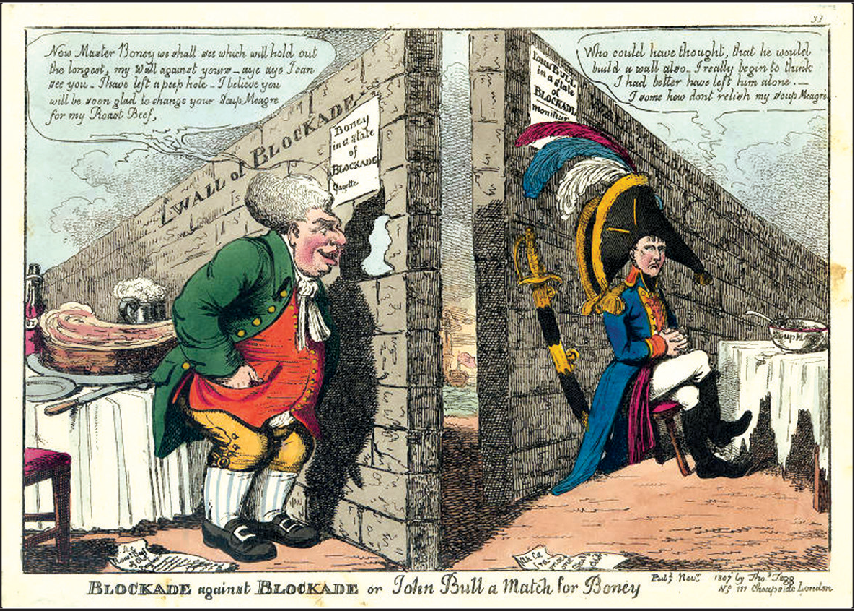 33
Now Master Boney we shall see which will hold out
the longest, my Wall against yours - aye aye I can
see you - I have left a peep hole - I believe you
will be soon glad to change your Soup Meagre
for my Roast Beef,
Who could have thought, that he would
build a wall also - I really begin to think
I had better have left him alone -
I some how dont relish my Soup Meagre
WALL of BLOCKADE
Boney
in a state
of
BLOCKADE
Gazette
in a state
of
BLOCKADE
moniteur
BLOCKADE against BLOCKADE or John Bull a Match for Boney
Pubd Novr 1807 by Thos Tegg
No 111 Cheapside London